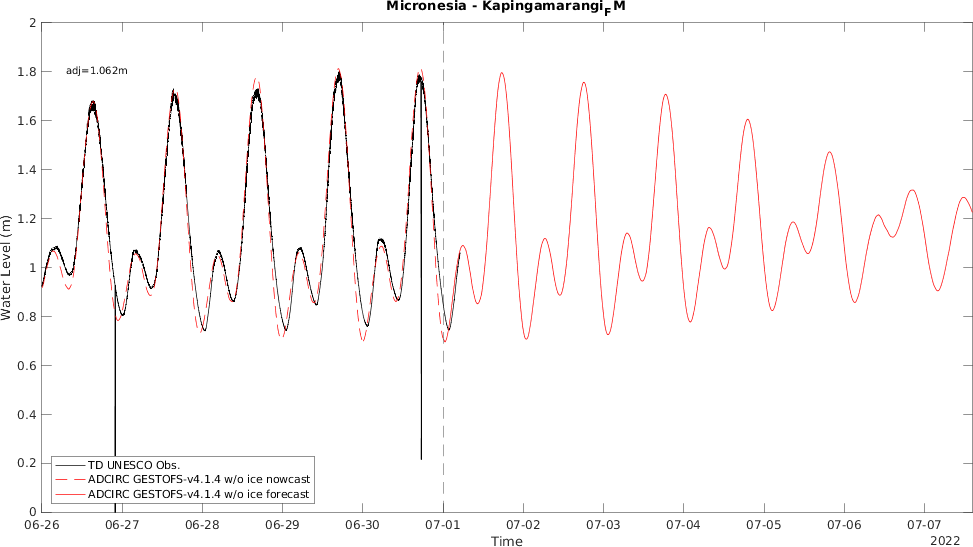 Micronesia - Kapingamarangi_FM
2
1.8
adj=1.062m
1.6
1.4
1.2
1
0.8
0.6
0.4
0.2
0
Water Level (m)
TD UNESCO Obs.
ADCIRC GESTOFS-v4.1.4 w/o ice nowcast
ADCIRC GESTOFS-v4.1.4 w/o ice forecast
06-26 06-27 06-28 06-29 06-30 07-01 07-02 07-03 07-04 07-05 07-06 07-07
Time
2022